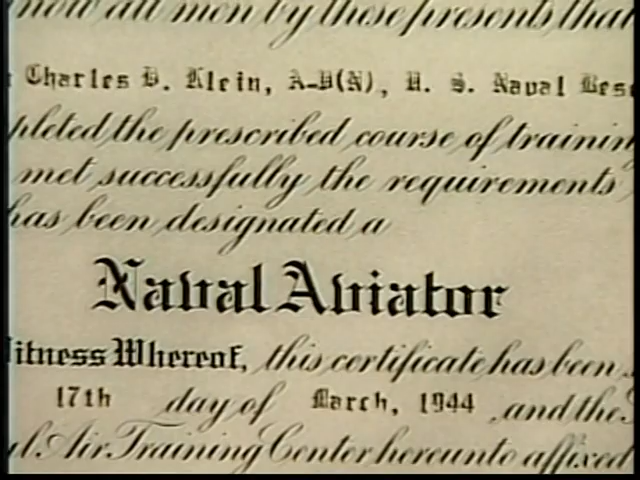 now all men by these presents that
Charles D. Klein, A-V(N), U. S. Naval Rese
pleted the prescribed course of training
met successfully the requirements
has been designated a
Naval Aviator
itness Whereof, this certificate has been
17th day of March, 1944 and the
l Air Training Center hereunto affixed